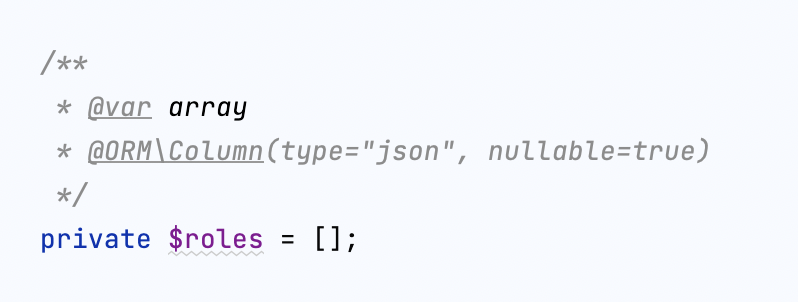 /**
 * @var array
 * @ORM\Column(type="json", nullable=true)
 */
private $roles = [];